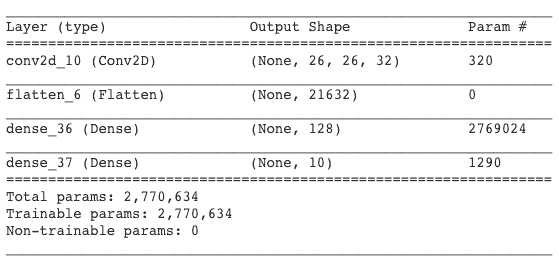 Layer (type) Output Shape Param #
conv2d_10 (Conv2D) (None, 26, 26, 32) 320
flatten_6 (Flatten) (None, 21632) 0
dense_36 (Dense) (None, 128) 2769024
dense_37 (Dense) (None, 10) 1290
Total params: 2,770,634
Trainable params: 2,770,634
Non-trainable params: 0